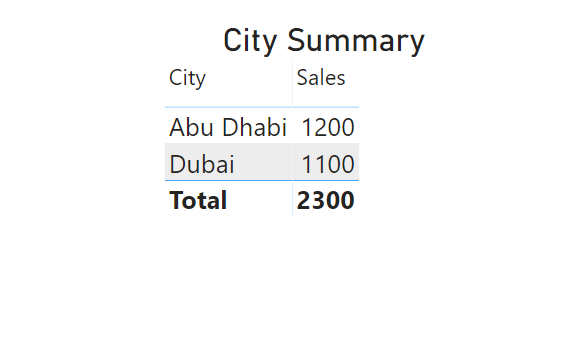 City Summary
City Sales
Abu Dhabi 1200
Dubai 1100
Total 2300